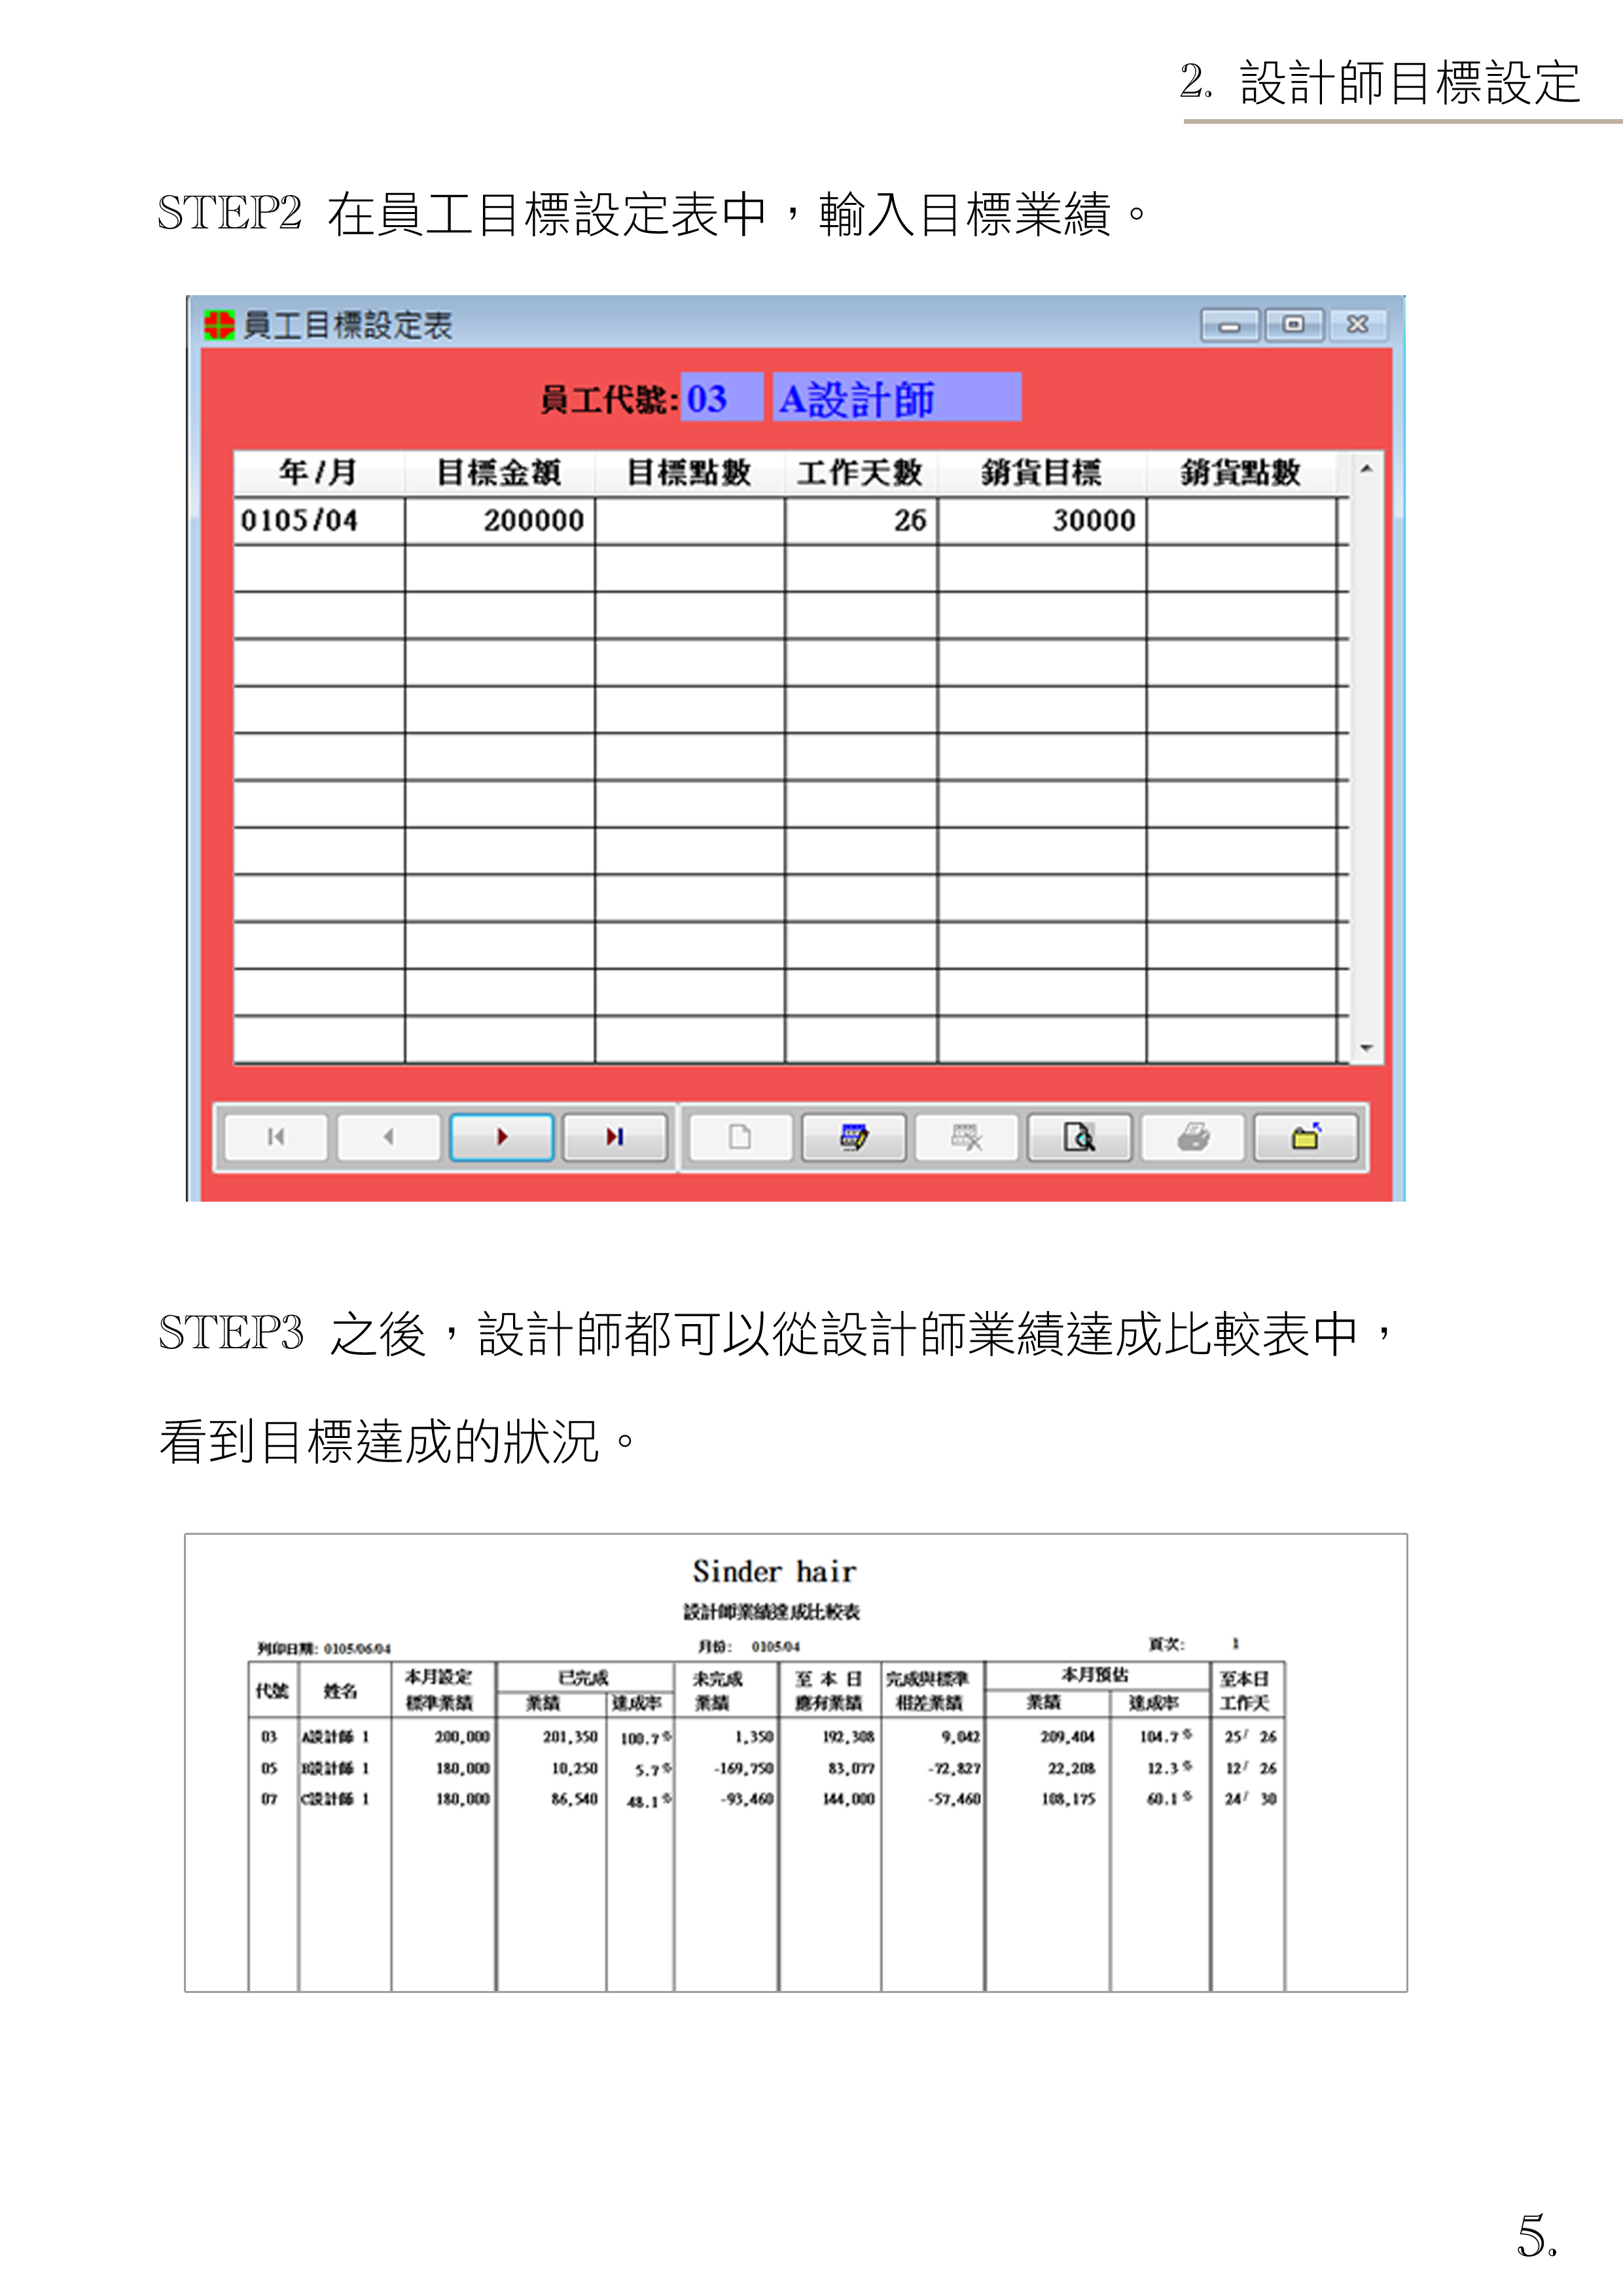 2. 設計師目標設定
STEP2 在員工目標設定表中，輸入目標業績。
員工目標設定表
員工代號: 03 A設計師
年/月 目標金額 目標點數 工作天數 銷貨目標 銷貨點數
0105/04 200000 26 30000
STEP3 之後，設計師都可以從設計師業績達成比較表中，
看到目標達成的狀況。
Sinder hair
設計師業績達成比較表
列印日期: 0105/06/04 月份: 0105/04 頁次: 1
代號 姓名 本月設定 已完成 未完成 至 本 日 完成與標準 本月預估 至本日
標準業績 業績 達成率 業績 應有業績 相差業績 業績 達成率 工作天
03 A設計師 1 200,000 201,350 100.7% 1,350 192,308 9,042 209,404 104.7% 25/ 26
05 B設計師 1 180,000 10,250 5.7% -169,750 83,077 -72,827 22,208 12.3% 12/ 26
07 C設計師 1 180,000 86,540 48.1% -93,460 144,000 -57,460 108,175 60.1% 24/ 30
5.